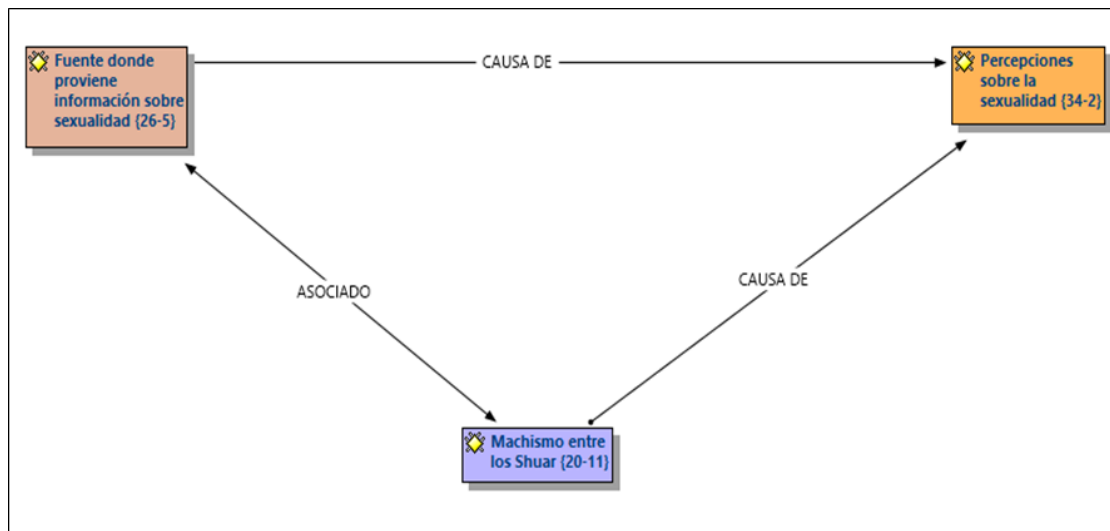 Fuente donde
proviene
información sobre
sexualidad {26-5}
CAUSA DE
Percepciones
sobre la
sexualidad {34-2}
ASOCIADO
CAUSA DE
Machismo entre
los Shuar {20-11}